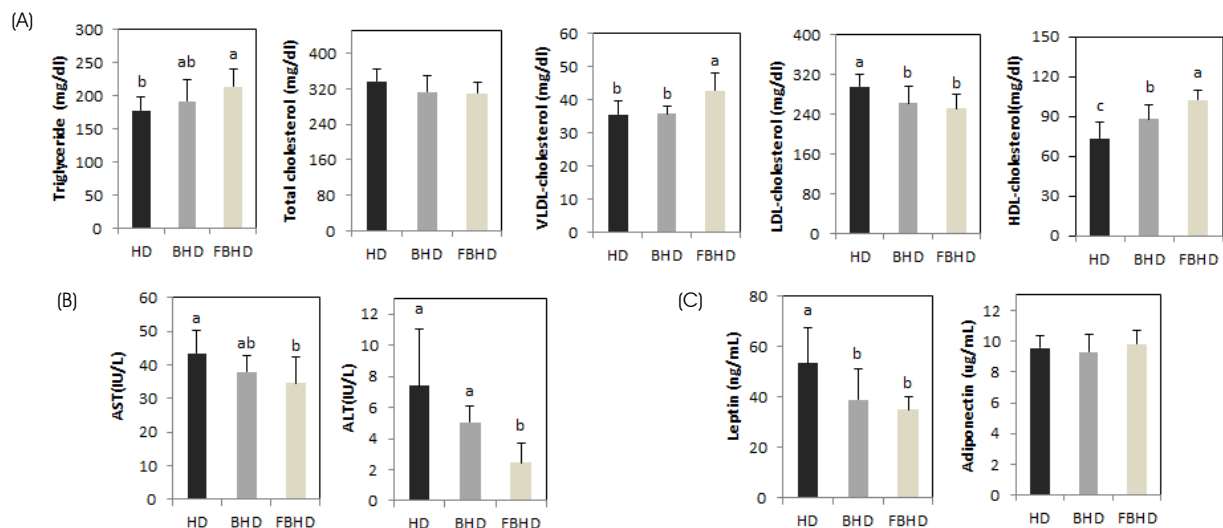 (A)
Triglyceride (mg/dl)
300
250
200
150
100
50
0
b
ab
a
HD
BHD
FBHD
Total cholesterol (mg/dl)
400
320
240
160
80
0
HD
BHD
FBHD
VLDL-cholesterol (mg/dl)
60
50
40
30
20
10
0
b
b
a
HD
BHD
FBHD
LDL-cholesterol (mg/dl)
400
320
240
160
80
0
a
b
b
HD
BHD
FBHD
HDL-cholesterol(mg/dl)
150
120
90
60
30
0
c
b
a
HD
BHD
FBHD
(B)
AST(IU/L)
60
50
40
30
20
10
0
a
ab
b
HD
BHD
FBHD
ALT(IU/L)
12
10
8
6
4
2
0
a
a
b
HD
BHD
FBHD
(C)
Leptin (ng/mL)
80
60
40
20
0
a
b
b
HD
BHD
FBHD
Adiponectin (ug/mL)
12
10
8
6
4
2
0
HD
BHD
FBHD